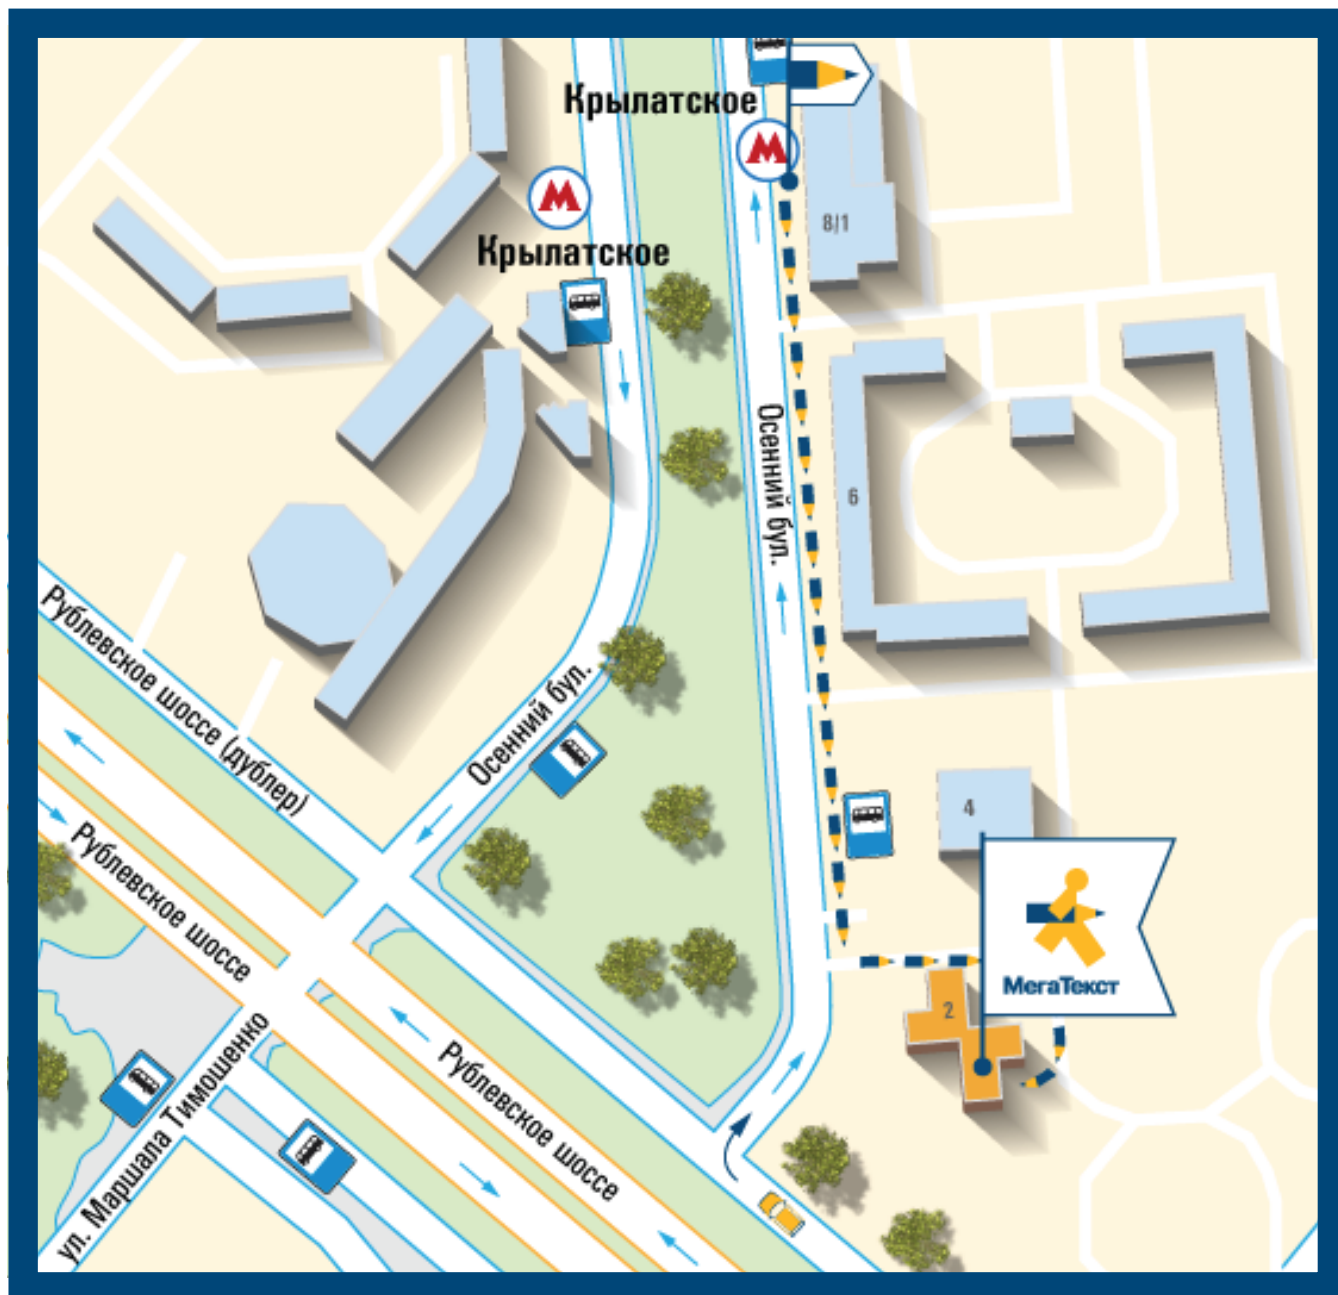 Крылатское
М
М
8/1
Крылатское
Осенний бул.
6
Рублевское шоссе (дублер)
Осенний бул.
4
Рублевское шоссе
МегаТекст
2
ул. Маршала Тимошенко
Рублевское шоссе